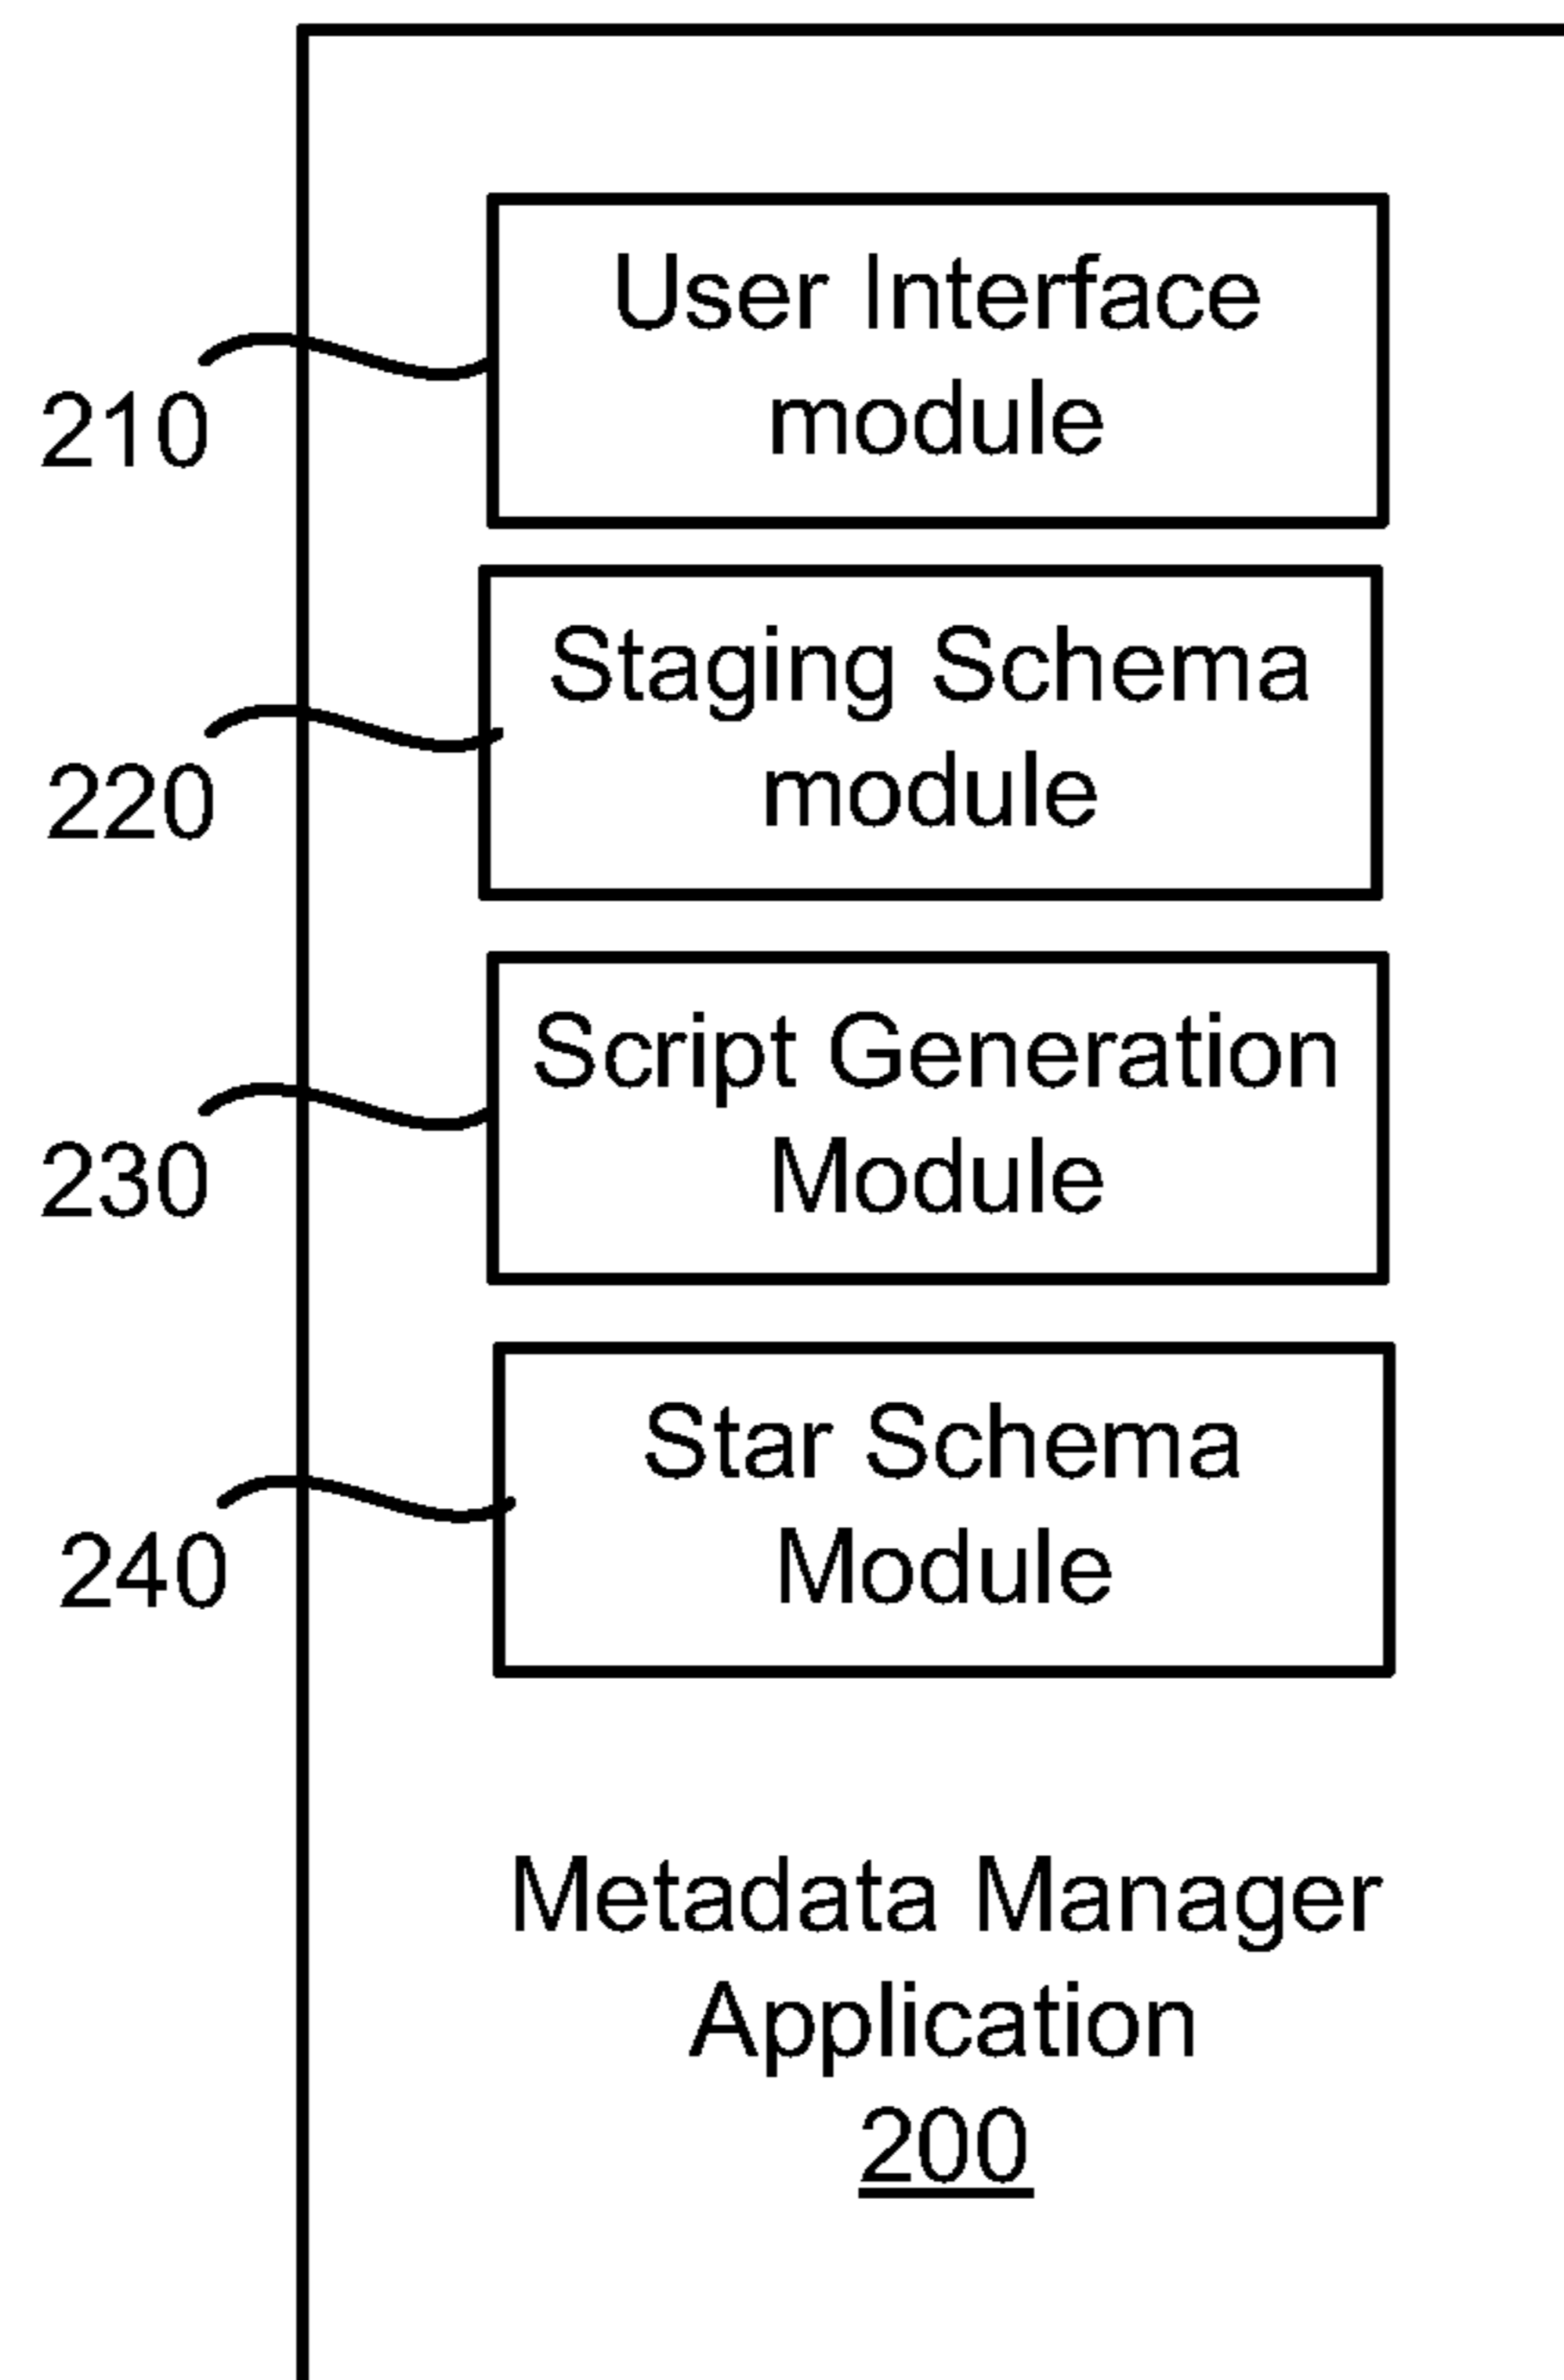 User Interface
module
210
Staging Schema
module
220
Script Generation
Module
230
Star Schema
Module
240
Metadata Manager
Application
200